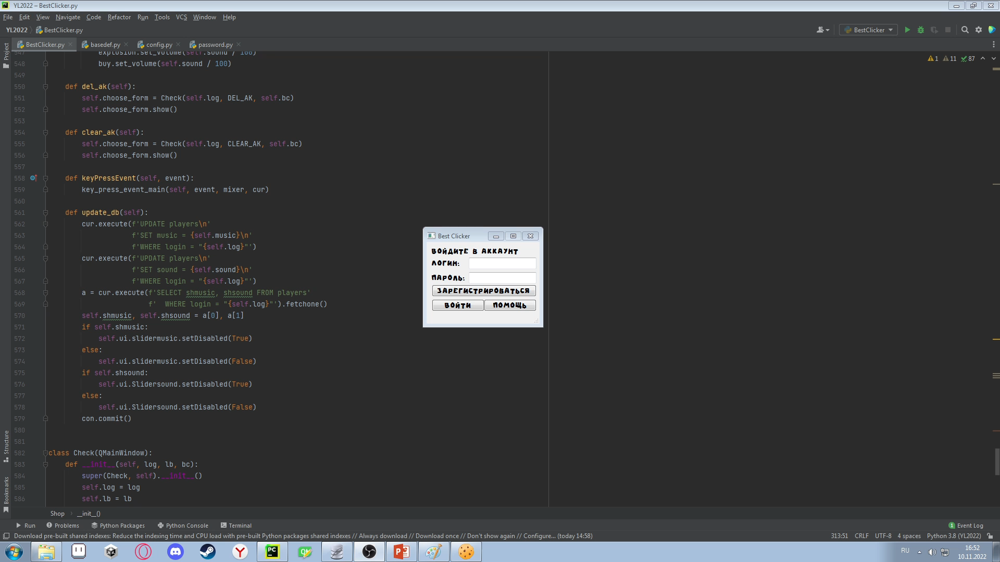 YL2022 – BestClicker.py
File Edit View Navigate Code Refactor Run Tools VCS Window Help
YL2022 BestClicker.py
BestClicker
BestClicker.py basedef.py config.py password.py
1 11 87
Project
547 explosion.set_volume(self.sound / 100)
548 buy.set_volume(self.sound / 100)
549
550 def del_ak(self):
551 self.choose_form = Check(self.log, DEL_AK, self.bc)
552 self.choose_form.show()
553
554 def clear_ak(self):
555 self.choose_form = Check(self.log, CLEAR_AK, self.bc)
556 self.choose_form.show()
557
558 def keyPressEvent(self, event):
559 key_press_event_main(self, event, mixer, cur)
560
561 def update_db(self):
562 cur.execute(f'UPDATE players\n'
563 f'SET music = {self.music}\n'
564 f'WHERE login = "{self.log}"')
565 cur.execute(f'UPDATE players\n'
566 f'SET sound = {self.sound}\n'
567 f'WHERE login = "{self.log}"')
568 a = cur.execute(f'SELECT shmusic, shsound FROM players'
569 f'  WHERE login = "{self.log}"').fetchone()
570 self.shmusic, self.shsound = a[0], a[1]
571 if self.shmusic:
572 self.ui.slidermusic.setDisabled(True)
573 else:
574 self.ui.slidermusic.setDisabled(False)
575 if self.shsound:
576 self.ui.Slidersound.setDisabled(True)
577 else:
578 self.ui.Slidersound.setDisabled(False)
579 con.commit()
580
581
582 class Check(QMainWindow):
583 def __init__(self, log, lb, bc):
584 super(Check, self).__init__()
585 self.log = log
586 self.lb = lb
Best Clicker
ВОЙДИТЕ В АККАУНТ
ЛОГИН:
ПАРОЛЬ:
ЗАРЕГИСТРИРОВАТЬСЯ
ВОЙТИ ПОМОЩЬ
Structure
Bookmarks
Shop __init__()
Run Problems Python Packages Python Console Terminal
1 Event Log
Download pre-built shared indexes: Reduce the indexing time and CPU load with pre-built Python packages shared indexes // Always download // Download once // Don't show again // Configure... (today 14:58)
313:51 CRLF UTF-8 4 spaces Python 3.8 (YL2022)
RU
16:52
10.11.2022